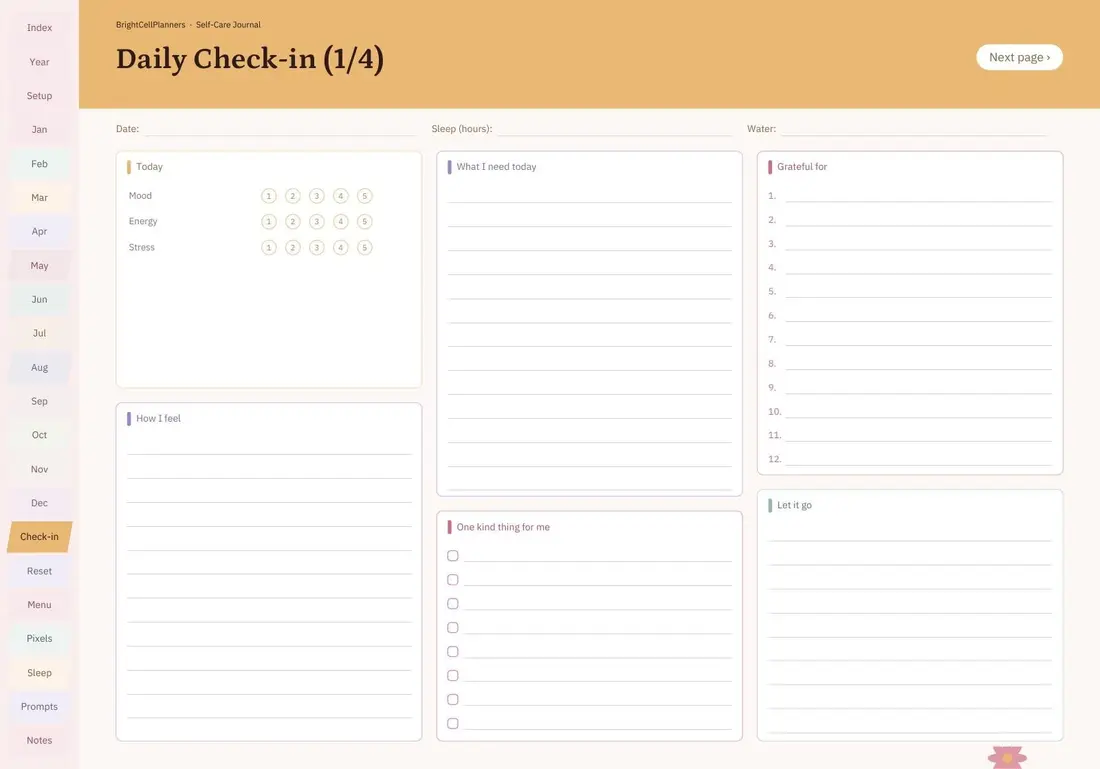 Index
Year
Setup
Jan
Feb
Mar
Apr
May
Jun
Jul
Aug
Sep
Oct
Nov
Dec
Check-in
Reset
Menu
Pixels
Sleep
Prompts
Notes
BrightCellPlanners · Self-Care Journal
Daily Check-in (1/4)
Next page ›
Date:
Sleep (hours):
Water:
Today
Mood 1 2 3 4 5
Energy 1 2 3 4 5
Stress 1 2 3 4 5
How I feel
What I need today
One kind thing for me
Grateful for
1.
2.
3.
4.
5.
6.
7.
8.
9.
10.
11.
12.
Let it go